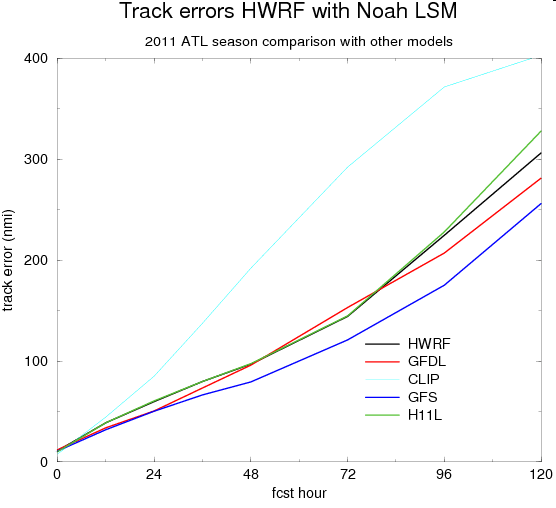 Track errors HWRF with Noah LSM
2011 ATL season comparison with other models
400
300
200
100
0
track error (nmi)
HWRF
GFDL
CLIP
GFS
H11L
0 24 48 72 96 120
fcst hour